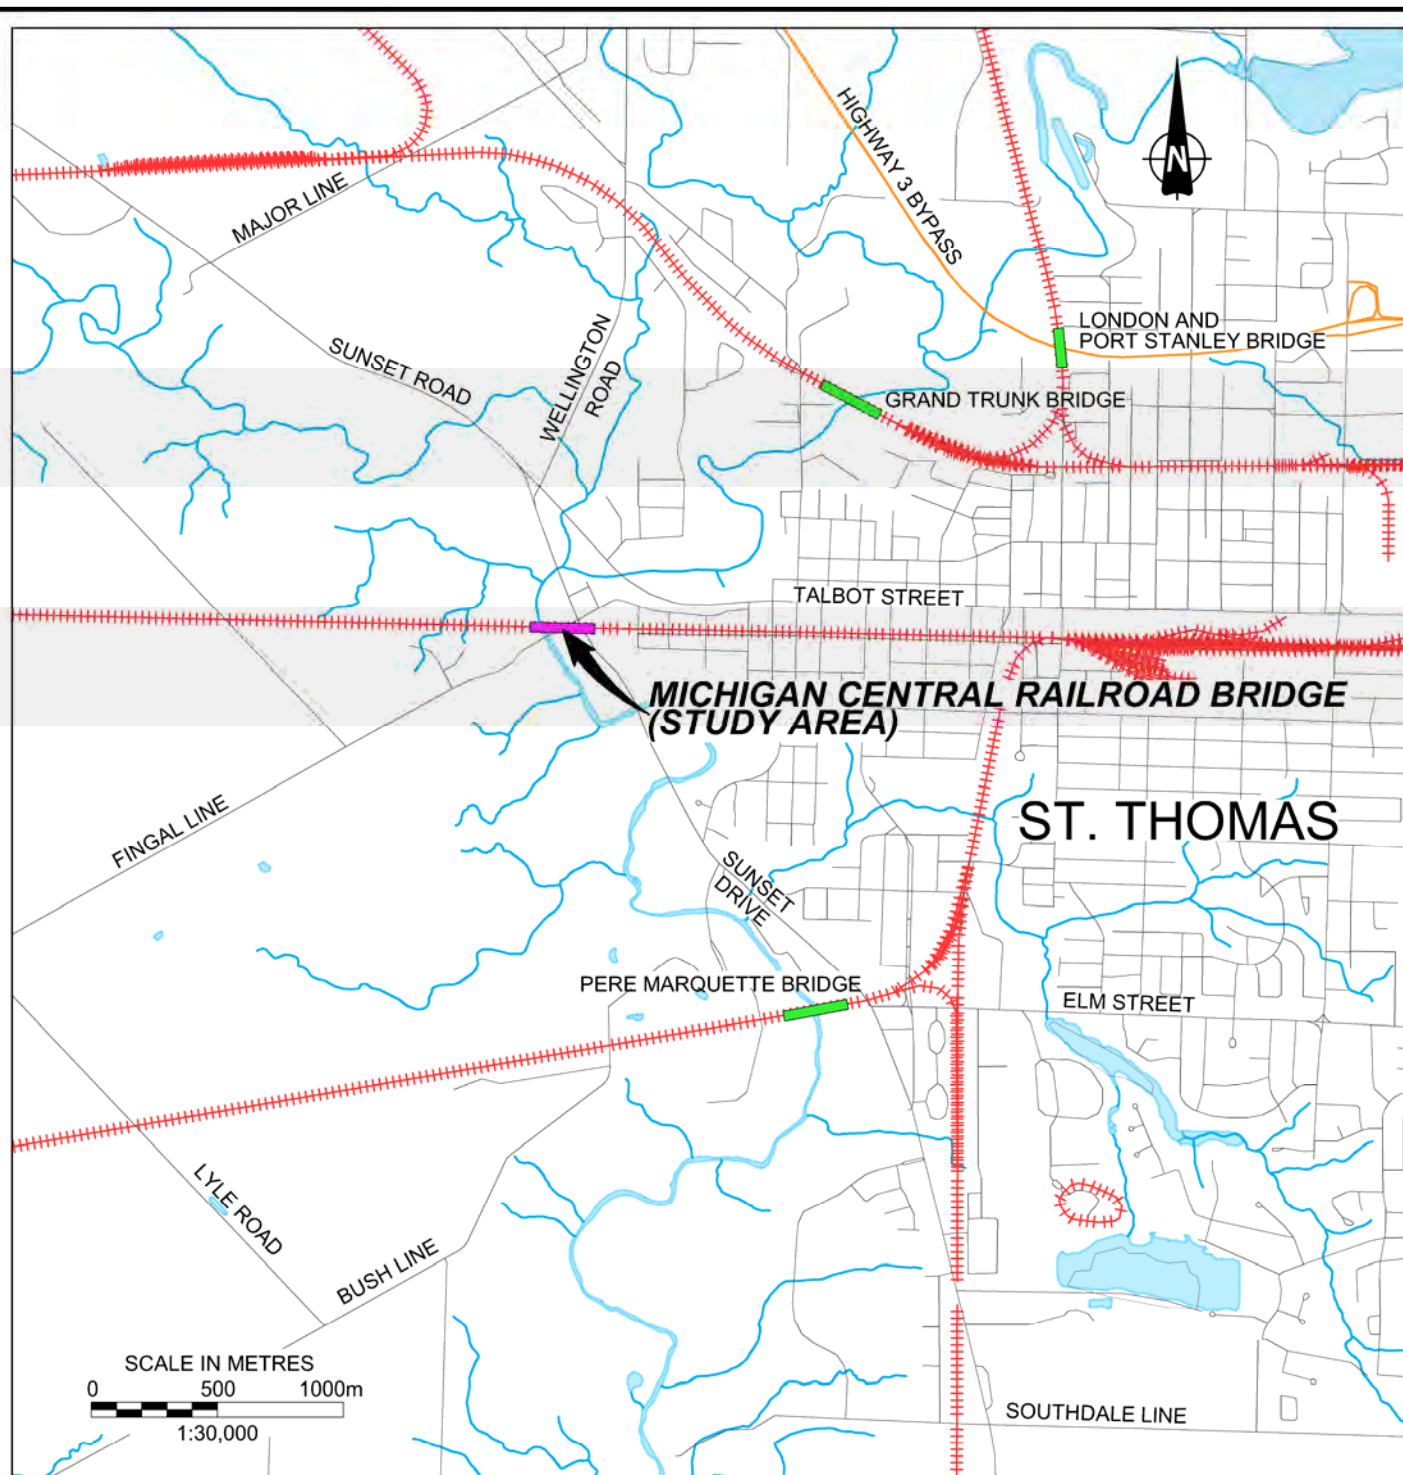 HIGHWAY 3 BYPASS
N
MAJOR LINE
LONDON AND
PORT STANLEY BRIDGE
SUNSET ROAD
WELLINGTON
ROAD
GRAND TRUNK BRIDGE
TALBOT STREET
MICHIGAN CENTRAL RAILROAD BRIDGE
(STUDY AREA)
FINGAL LINE
ST. THOMAS
SUNSET
DRIVE
PERE MARQUETTE BRIDGE
ELM STREET
LYLE ROAD
BUSH LINE
SCALE IN METRES
0 500 1000m
1:30,000
SOUTHDALE LINE